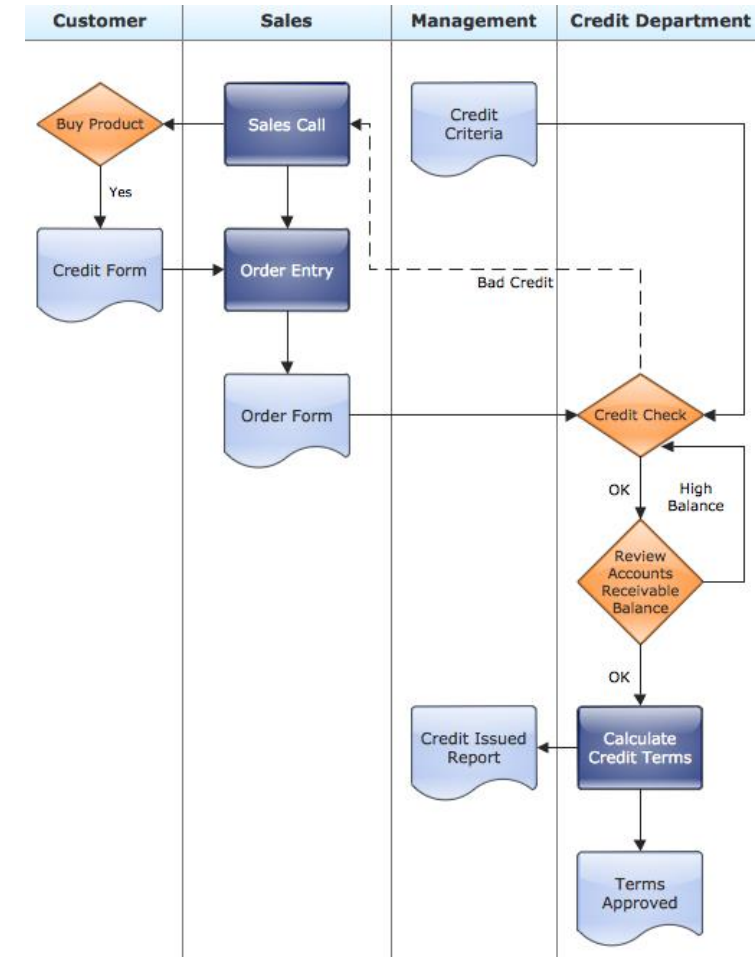 Customer
Sales
Management
Credit Department
Buy Product
Sales Call
Credit
Criteria
Yes
Credit Form
Order Entry
Bad Credit
Order Form
Credit Check
OK
High
Balance
Review
Accounts
Receivable
Balance
OK
Credit Issued
Report
Calculate
Credit Terms
Terms
Approved